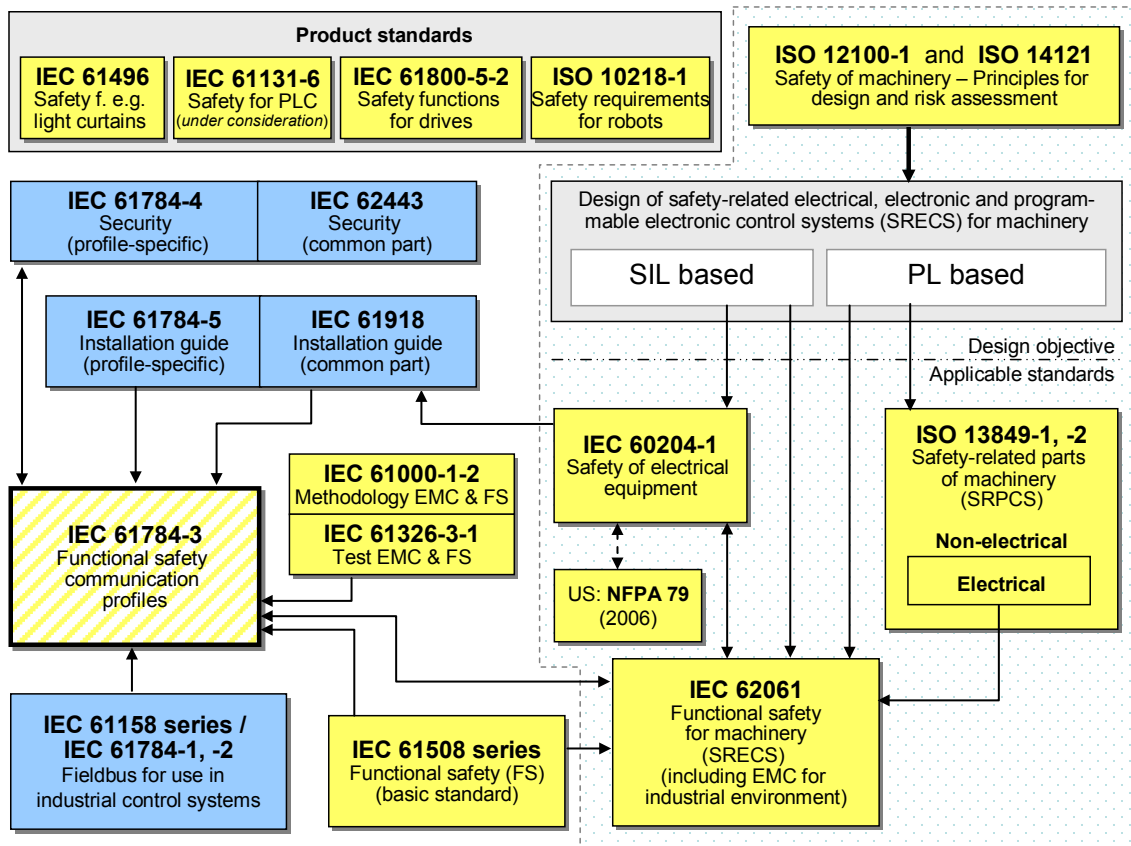 Product standards
IEC 61496
Safety f. e.g.
light curtains
IEC 61131-6
Safety for PLC
(under consideration)
IEC 61800-5-2
Safety functions
for drives
ISO 10218-1
Safety requirements
for robots
ISO 12100-1 and ISO 14121
Safety of machinery – Principles for
design and risk assessment
IEC 61784-4
Security
(profile-specific)
IEC 62443
Security
(common part)
Design of safety-related electrical, electronic and program-
mable electronic control systems (SRECS) for machinery
SIL based
PL based
IEC 61784-5
Installation guide
(profile-specific)
IEC 61918
Installation guide
(common part)
Design objective
Applicable standards
IEC 60204-1
Safety of electrical
equipment
ISO 13849-1, -2
Safety-related parts
of machinery
(SRPCS)
Non-electrical
Electrical
IEC 61000-1-2
Methodology EMC & FS
IEC 61326-3-1
Test EMC & FS
IEC 61784-3
Functional safety
communication
profiles
US: NFPA 79
(2006)
IEC 61158 series /
IEC 61784-1, -2
Fieldbus for use in
industrial control systems
IEC 61508 series
Functional safety (FS)
(basic standard)
IEC 62061
Functional safety
for machinery
(SRECS)
(including EMC for
industrial environment)